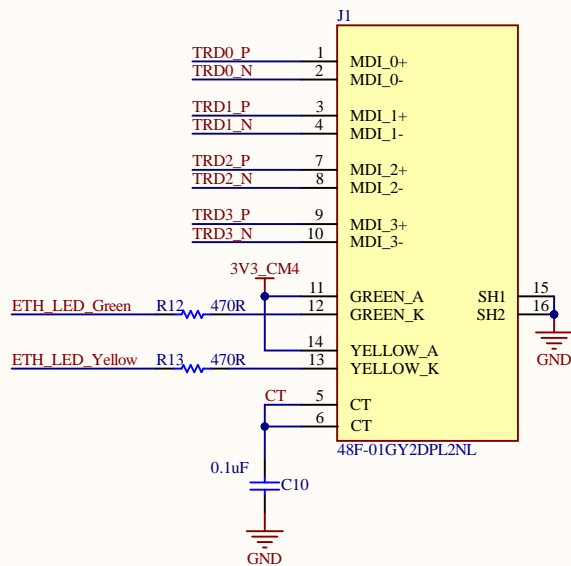 J1
TRD0_P 1 MDI_0+
TRD0_N 2 MDI_0-
TRD1_P 3 MDI_1+
TRD1_N 4 MDI_1-
TRD2_P 7 MDI_2+
TRD2_N 8 MDI_2-
TRD3_P 9 MDI_3+
TRD3_N 10 MDI_3-
3V3_CM4
11 GREEN_A SH1 15
ETH_LED_Green R12 470R 12 GREEN_K SH2 16
GND
14 YELLOW_A
ETH_LED_Yellow R13 470R 13 YELLOW_K
CT 5 CT
6 CT
48F-01GY2DPL2NL
0.1uF
C10
GND